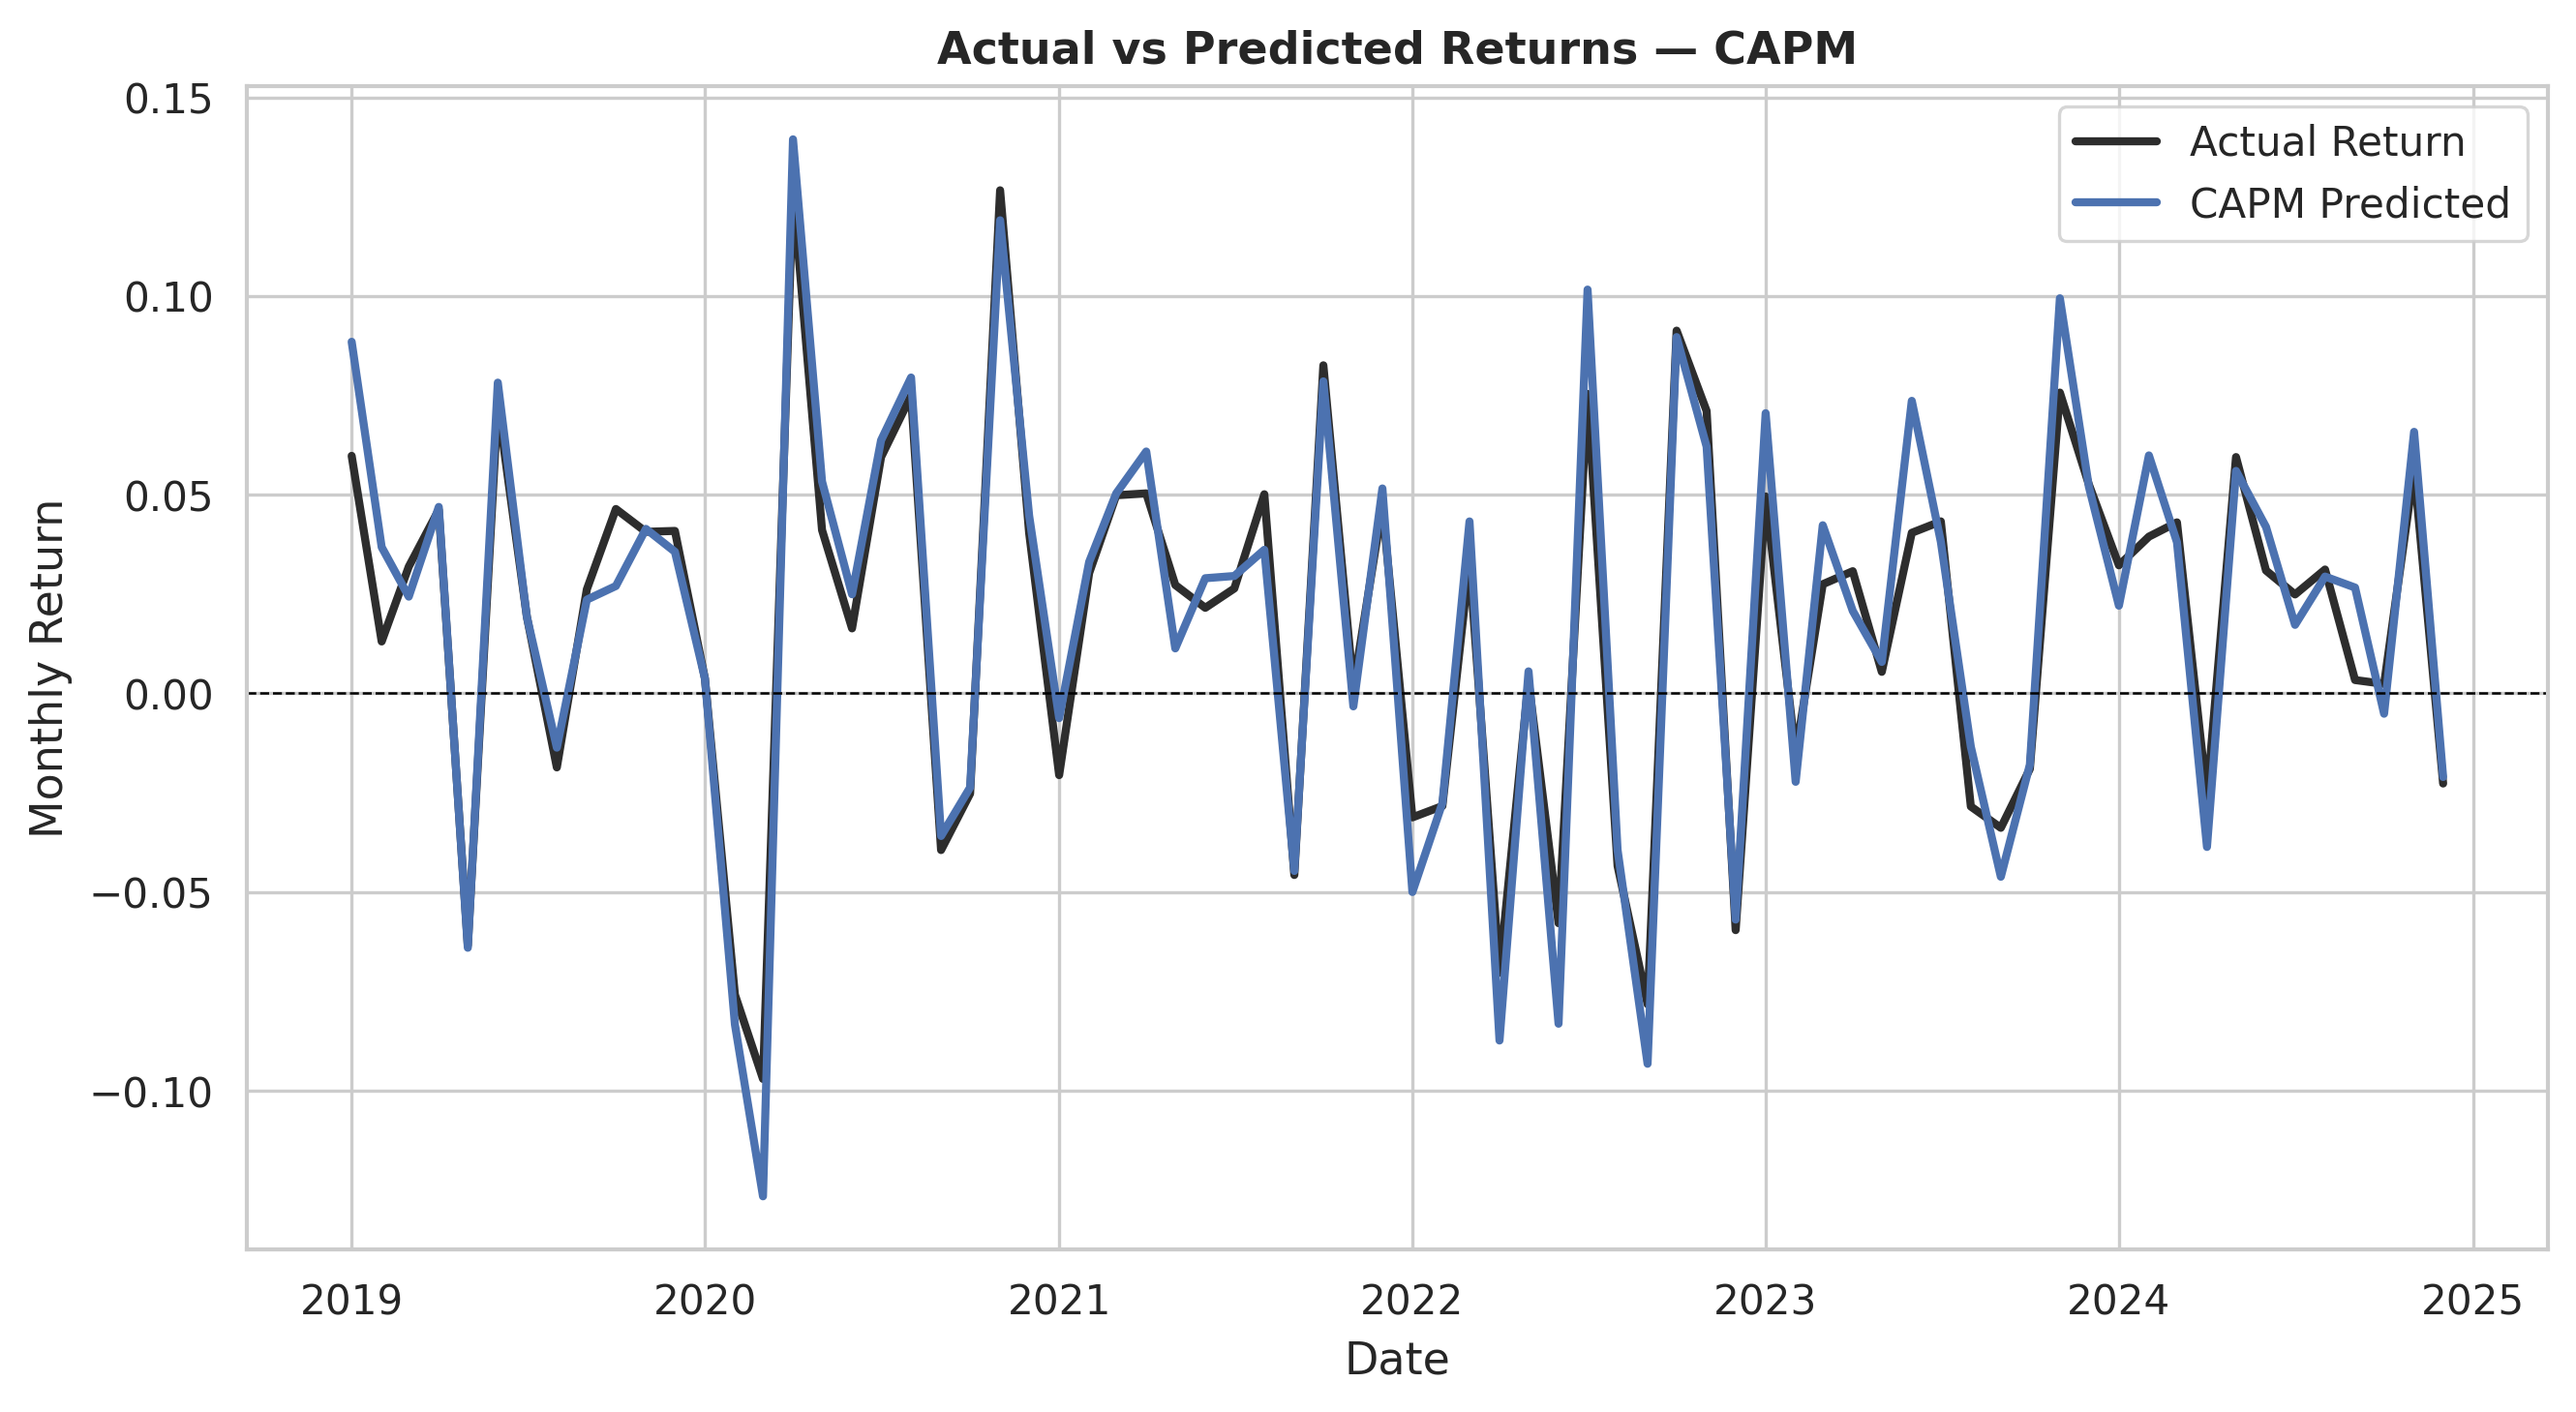 Actual vs Predicted Returns — CAPM
0.15
0.10
0.05
0.00
−0.05
−0.10
Monthly Return
Actual Return
CAPM Predicted
2019 2020 2021 2022 2023 2024 2025
Date